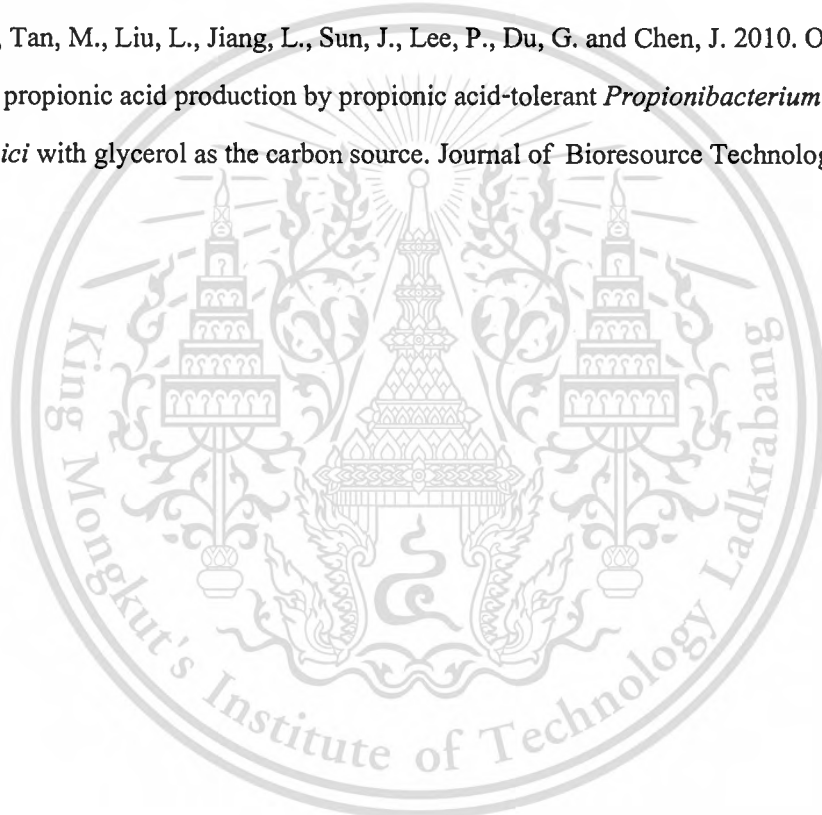 , Tan, M., Liu, L., Jiang, L., Sun, J., Lee, P., Du, G. and Chen, J. 2010. O
propionic acid production by propionic acid-tolerant Propionibacterium
ici with glycerol as the carbon source. Journal of Bioresource Technolog
King Mongkut's Institute of Technology Ladkrabang